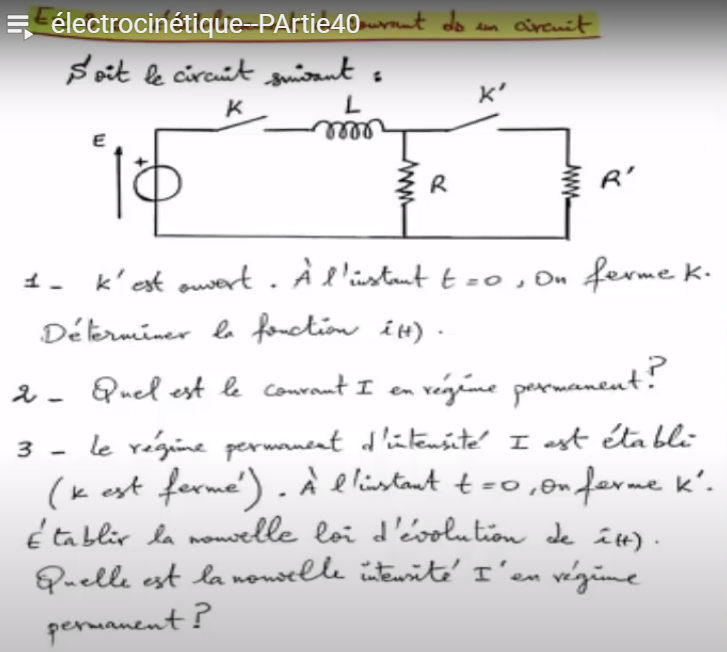 électrocinétique--PArtie40
courant ds un circuit
Soit le circuit suivant :
K L K'
E + R R'
1 - K' est ouvert. À l'instant t = 0, On ferme K.
Déterminer la fonction i(t).
2 - Quel est le courant I en régime permanent?
3 - Le régime permanent d'intensité I est établi
(K est fermé). À l'instant t = 0, on ferme K'.
Établir la nouvelle loi d'évolution de i(t).
Quelle est la nouvelle intensité I' en régime
permanent?